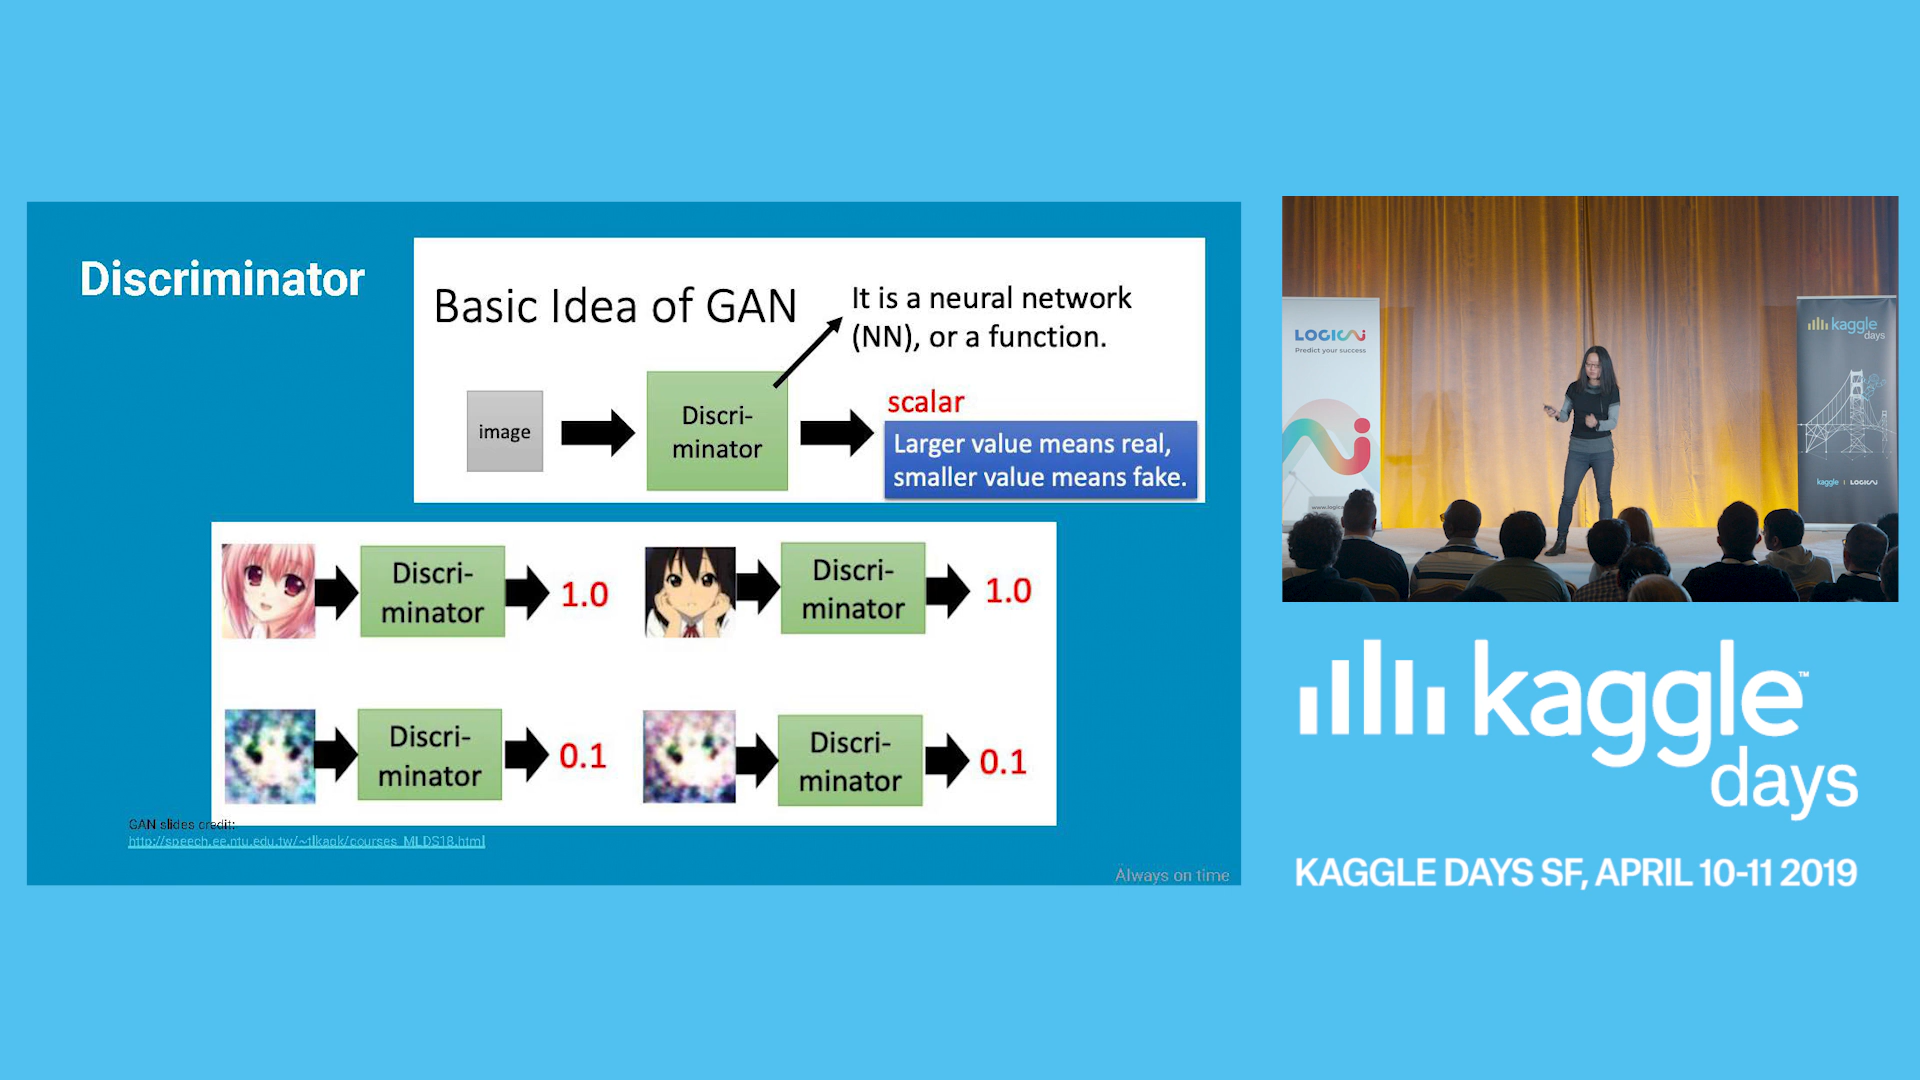 Discriminator
Basic Idea of GAN
It is a neural network
(NN), or a function.
image
Discri-
minator
scalar
Larger value means real,
smaller value means fake.
Discri-
minator
1.0
Discri-
minator
1.0
Discri-
minator
0.1
Discri-
minator
0.1
GAN slides credit:
http://speech.ee.ntu.edu.tw/~tlkagk/courses_MLDS18.html
Always on time
LOGICAI
Predict your success
kaggle
days
kaggle | LOGICAI
kaggle™
days
KAGGLE DAYS SF, APRIL 10-11 2019